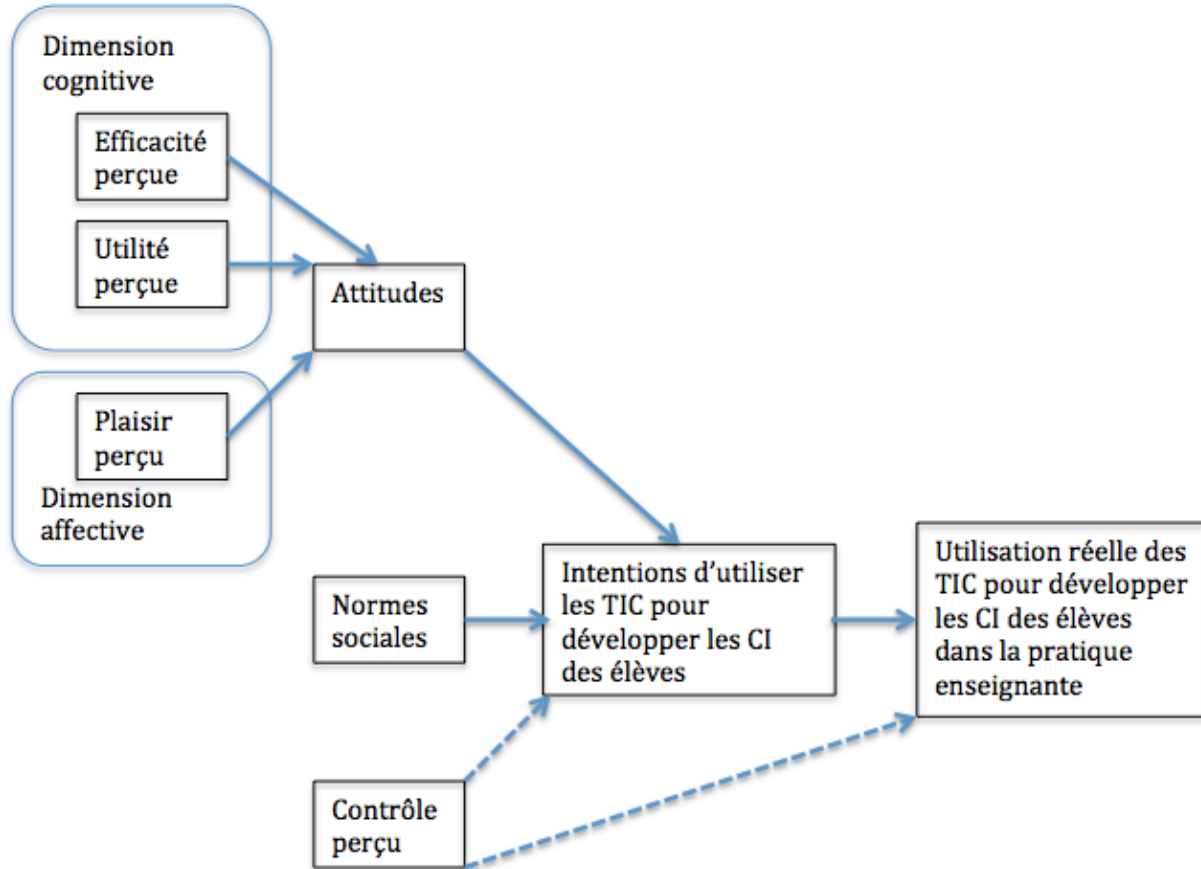 Dimension
cognitive
Efficacité
perçue
Utilité
perçue
Attitudes
Plaisir
perçu
Dimension
affective
Normes
sociales
Intentions d’utiliser
les TIC pour
développer les CI
des élèves
Utilisation réelle des
TIC pour développer
les CI des élèves
dans la pratique
enseignante
Contrôle
perçu